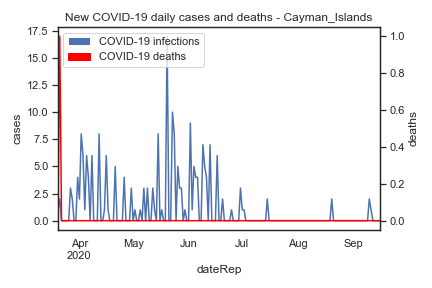 New COVID-19 daily cases and deaths - Cayman_Islands
COVID-19 infections
COVID-19 deaths
17.5
15.0
12.5
10.0
7.5
5.0
2.5
0.0
cases
1.0
0.8
0.6
0.4
0.2
0.0
deaths
Apr May Jun Jul Aug Sep
2020
dateRep